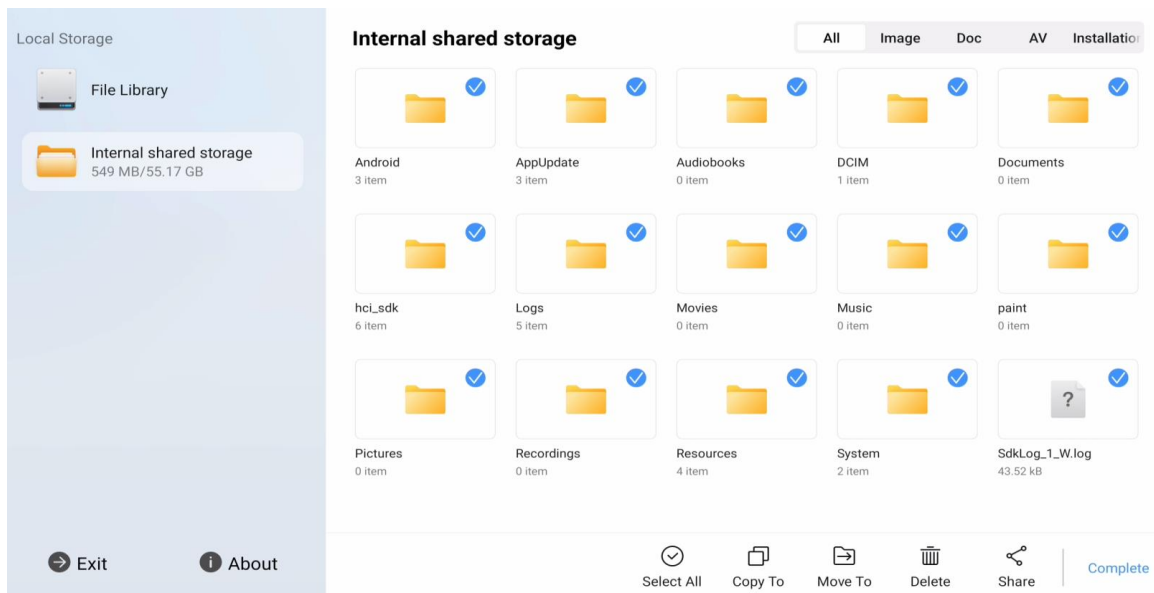 Local Storage
File Library
Internal shared storage
549 MB/55.17 GB
Exit
About
Internal shared storage
All
Image
Doc
AV
Installation
Android
3 item
AppUpdate
3 item
Audiobooks
0 item
DCIM
1 item
Documents
0 item
hci_sdk
6 item
Logs
5 item
Movies
0 item
Music
0 item
paint
0 item
Pictures
0 item
Recordings
0 item
Resources
4 item
System
2 item
?
SdkLog_1_W.log
43.52 kB
Select All
Copy To
Move To
Delete
Share
Complete